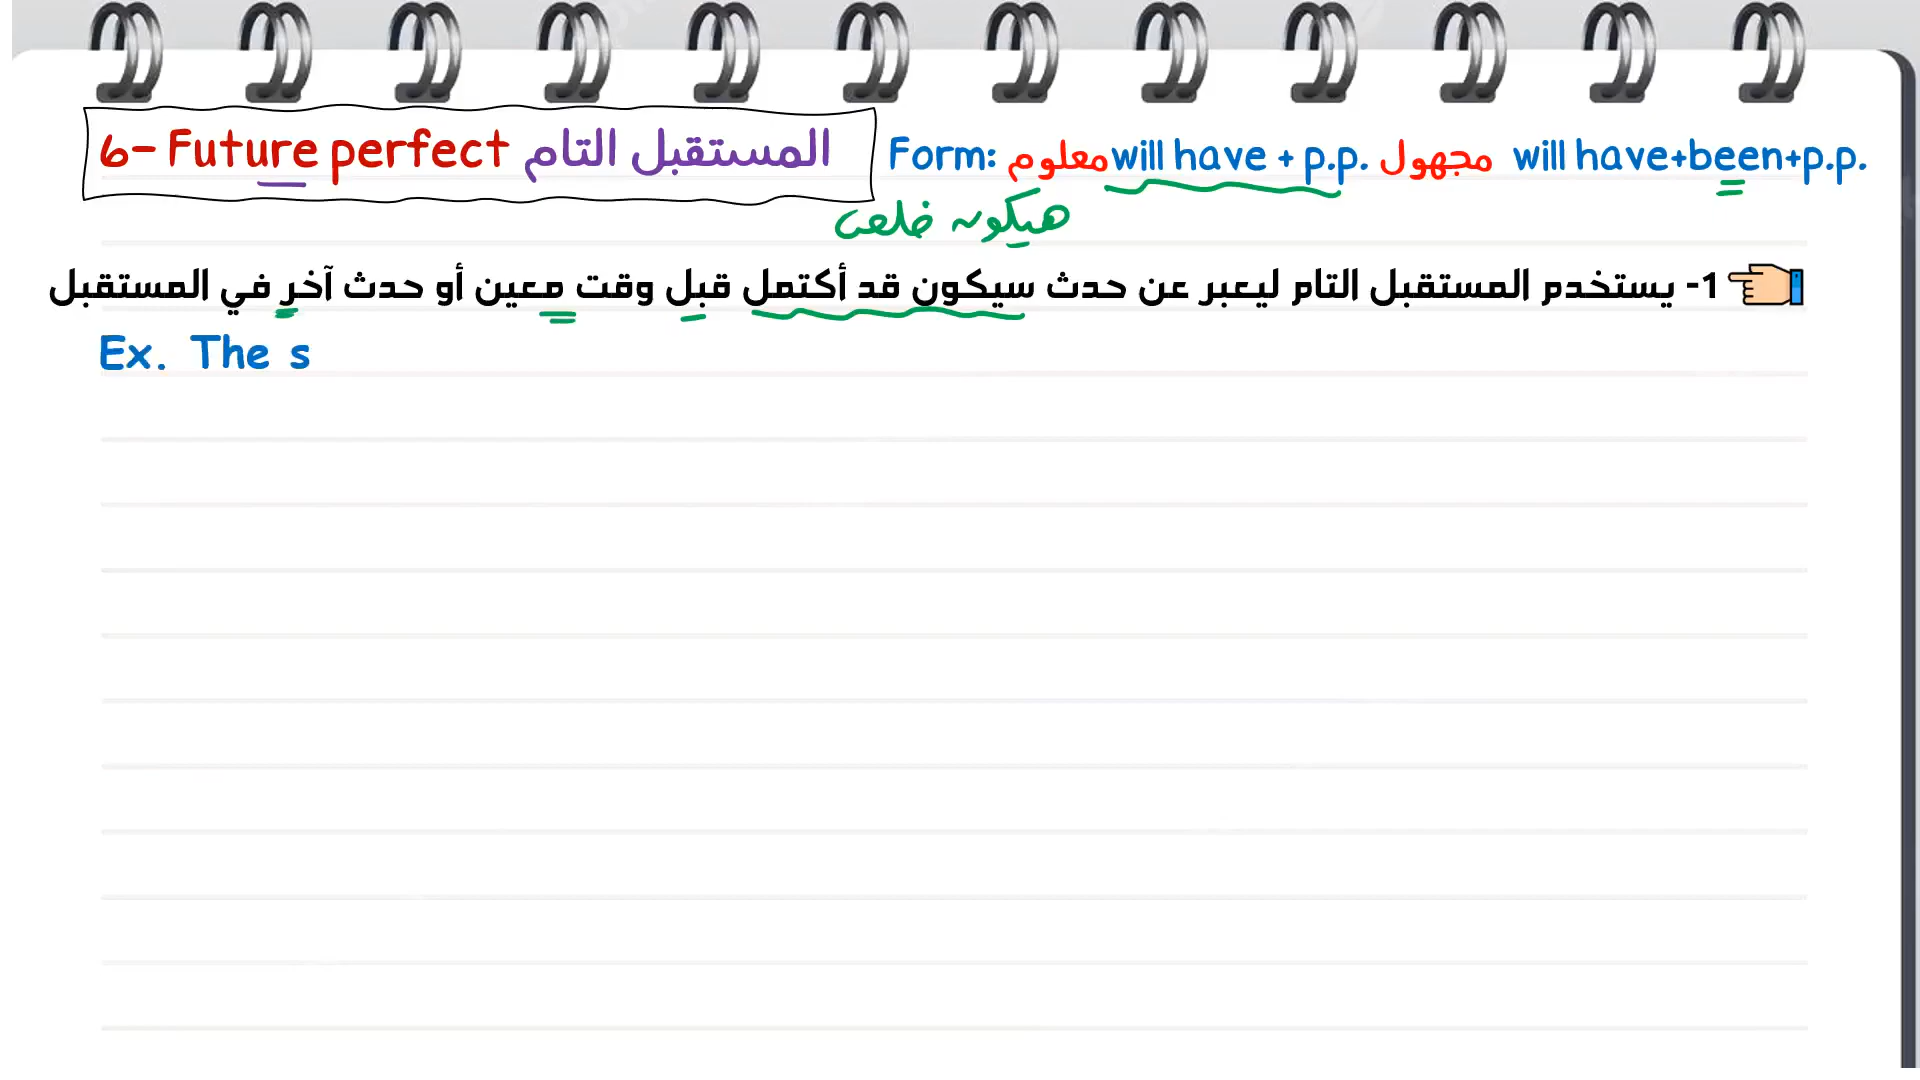 6- Future perfect المستقبل التام Form: معلوم will have + p.p. مجهول will have+been+p.p.
هيكون خلص
1- يستخدم المستقبل التام ليعبر عن حدث سيكون قد أكتمل قبل وقت معين أو حدث آخر في المستقبل
Ex. The s